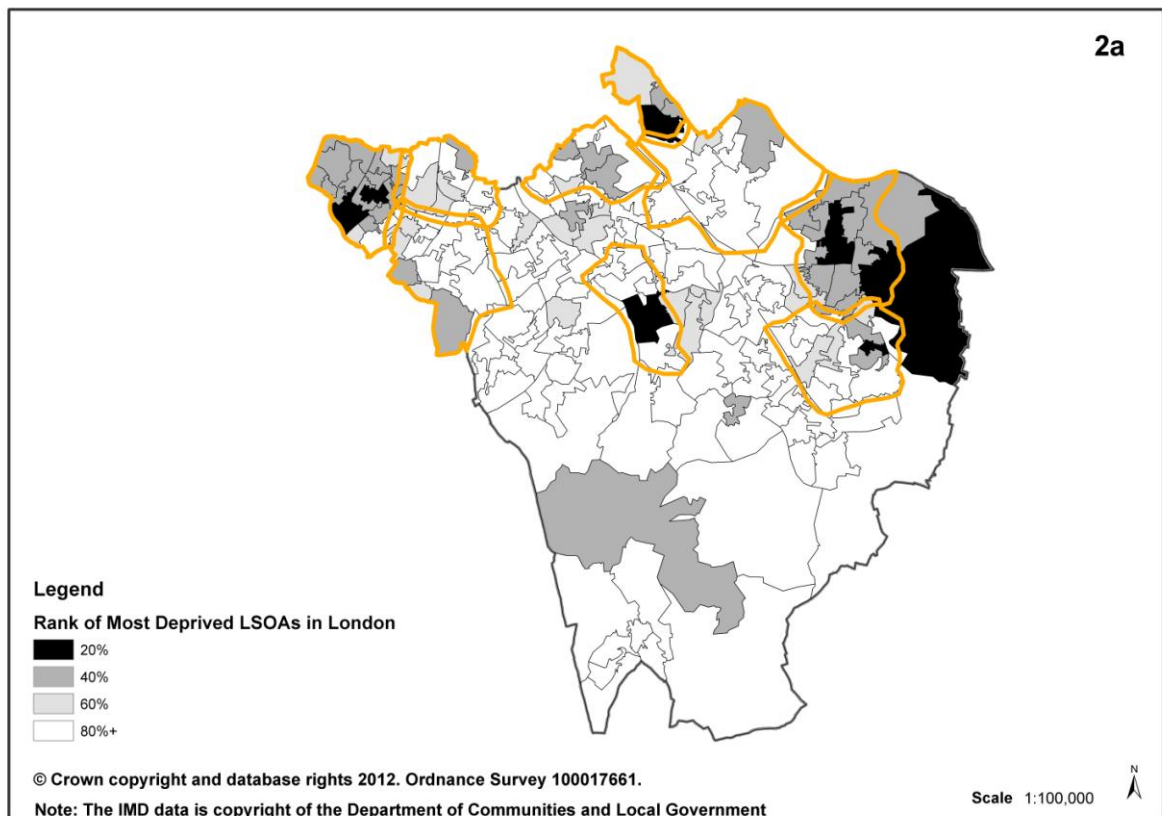 2a
Legend
Rank of Most Deprived LSOAs in London
20%
40%
60%
80%+
© Crown copyright and database rights 2012. Ordnance Survey 100017661.
Note: The IMD data is copyright of the Department of Communities and Local Government
N
Scale 1:100,000